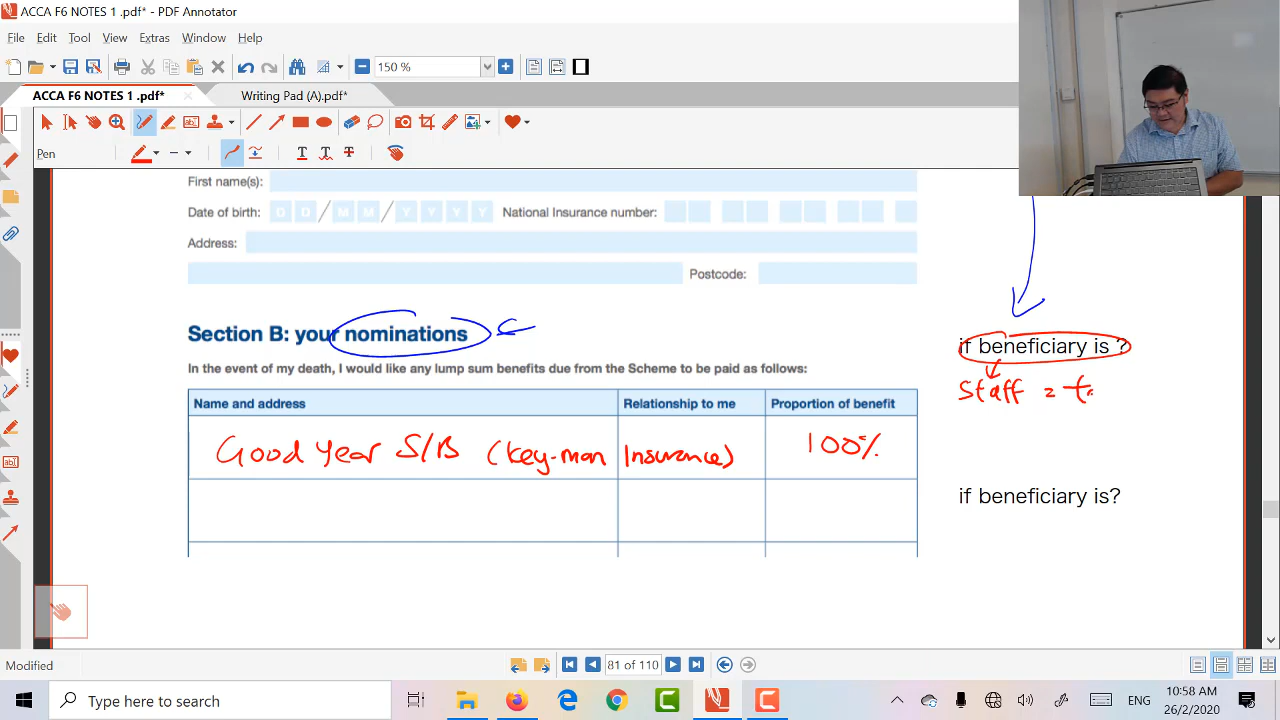 ACCA F6 NOTES 1 .pdf* - PDF Annotator
File Edit Tool View Extras Window Help
150 %
ACCA F6 NOTES 1 .pdf* Writing Pad (A).pdf*
Pen
First name(s):
Date of birth: D D / M M / Y Y Y Y National Insurance number:
Address:
Postcode:
Section B: your nominations
In the event of my death, I would like any lump sum benefits due from the Scheme to be paid as follows:
Name and address Relationship to me Proportion of benefit
Good Year S/B (key-man Insurance) 100%
if beneficiary is ?
Staff =
if beneficiary is?
Modified
81 of 110
Type here to search
ENG
10:58 AM
26/2/2020